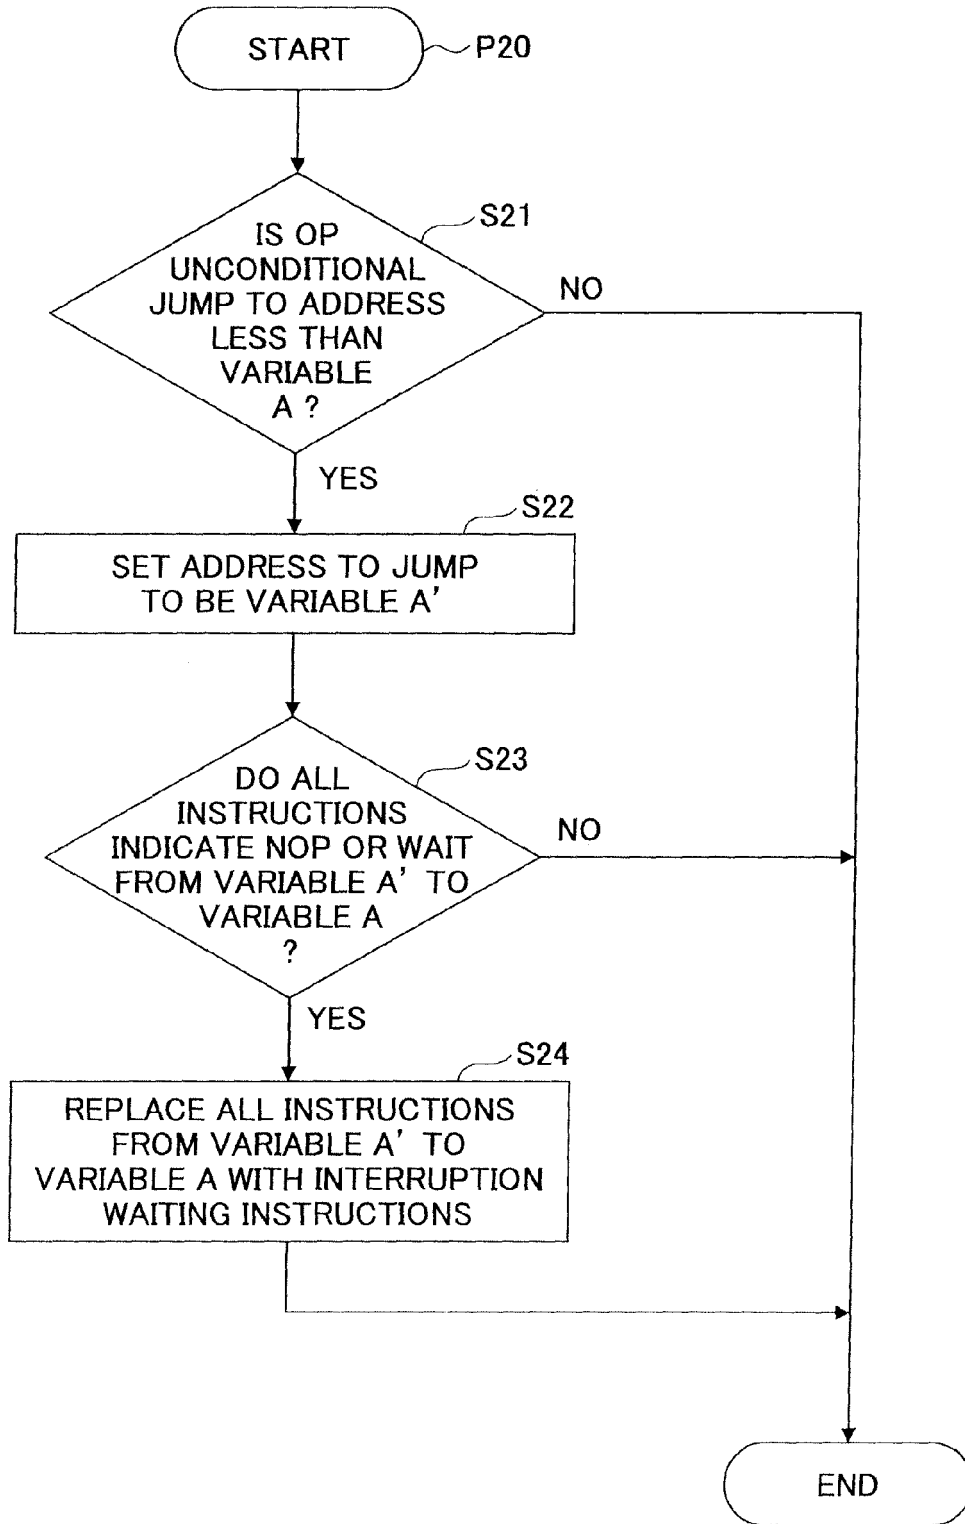 START
P20
S21
IS OP
UNCONDITIONAL
JUMP TO ADDRESS
LESS THAN
VARIABLE
A ?
NO
YES
S22
SET ADDRESS TO JUMP
TO BE VARIABLE A'
S23
DO ALL
INSTRUCTIONS
INDICATE NOP OR WAIT
FROM VARIABLE A' TO
VARIABLE A
?
NO
YES
S24
REPLACE ALL INSTRUCTIONS
FROM VARIABLE A' TO
VARIABLE A WITH INTERRUPTION
WAITING INSTRUCTIONS
END